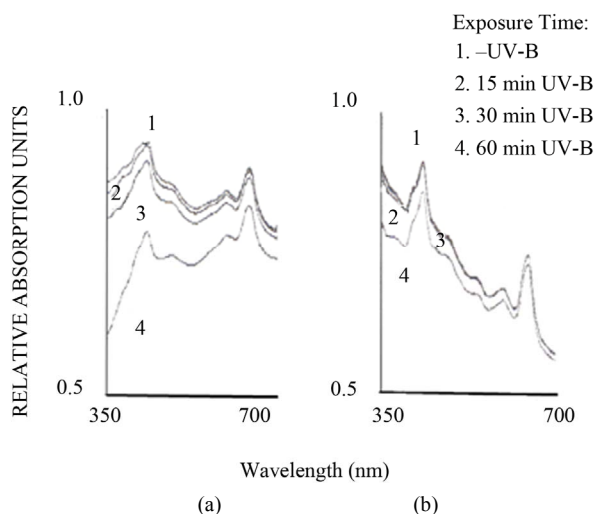 Exposure Time:
1. –UV-B
2. 15 min UV-B
3. 30 min UV-B
4. 60 min UV-B
RELATIVE ABSORPTION UNITS
1.0
1
2
3
4
0.5
350
700
1.0
1
2
3
4
0.5
350
700
Wavelength (nm)
(a)
(b)